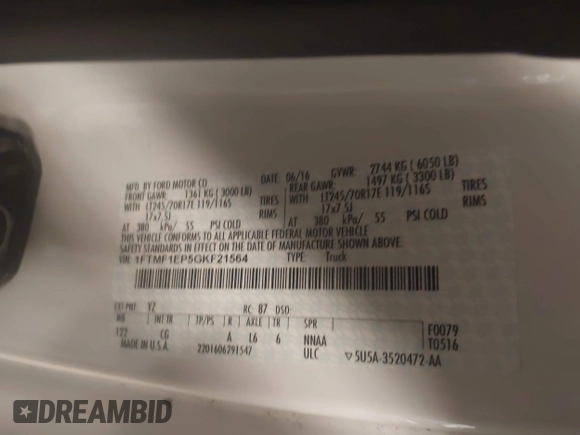 MFD. BY FORD MOTOR CO.
DATE: 06/16 GVWR: 2744 KG ( 6050 LB)
FRONT GAWR: 1361 KG ( 3000 LB)
REAR GAWR: 1497 KG ( 3300 LB)
WITH LT245/70R17E 119/116S TIRES
WITH LT245/70R17E 119/116S TIRES
17x7.5J RIMS
17x7.5J RIMS
AT 380 kPa/ 55 PSI COLD
AT 380 kPa/ 55 PSI COLD
THIS VEHICLE CONFORMS TO ALL APPLICABLE FEDERAL MOTOR VEHICLE
SAFETY STANDARDS IN EFFECT ON THE DATE OF MANUFACTURE SHOWN ABOVE.
VIN: 1FTMF1EP5GKF21564 TYPE: Truck
EXT PNT: YZ RC: 87 DSO:
WB INT TR TP/PS R AXLE TR SPR
122 CG A L6 6 NNAA
F0079
T0516
MADE IN U.S.A. 2201606291547 ULC ▽5U5A-3520472-AA
DREAMBID